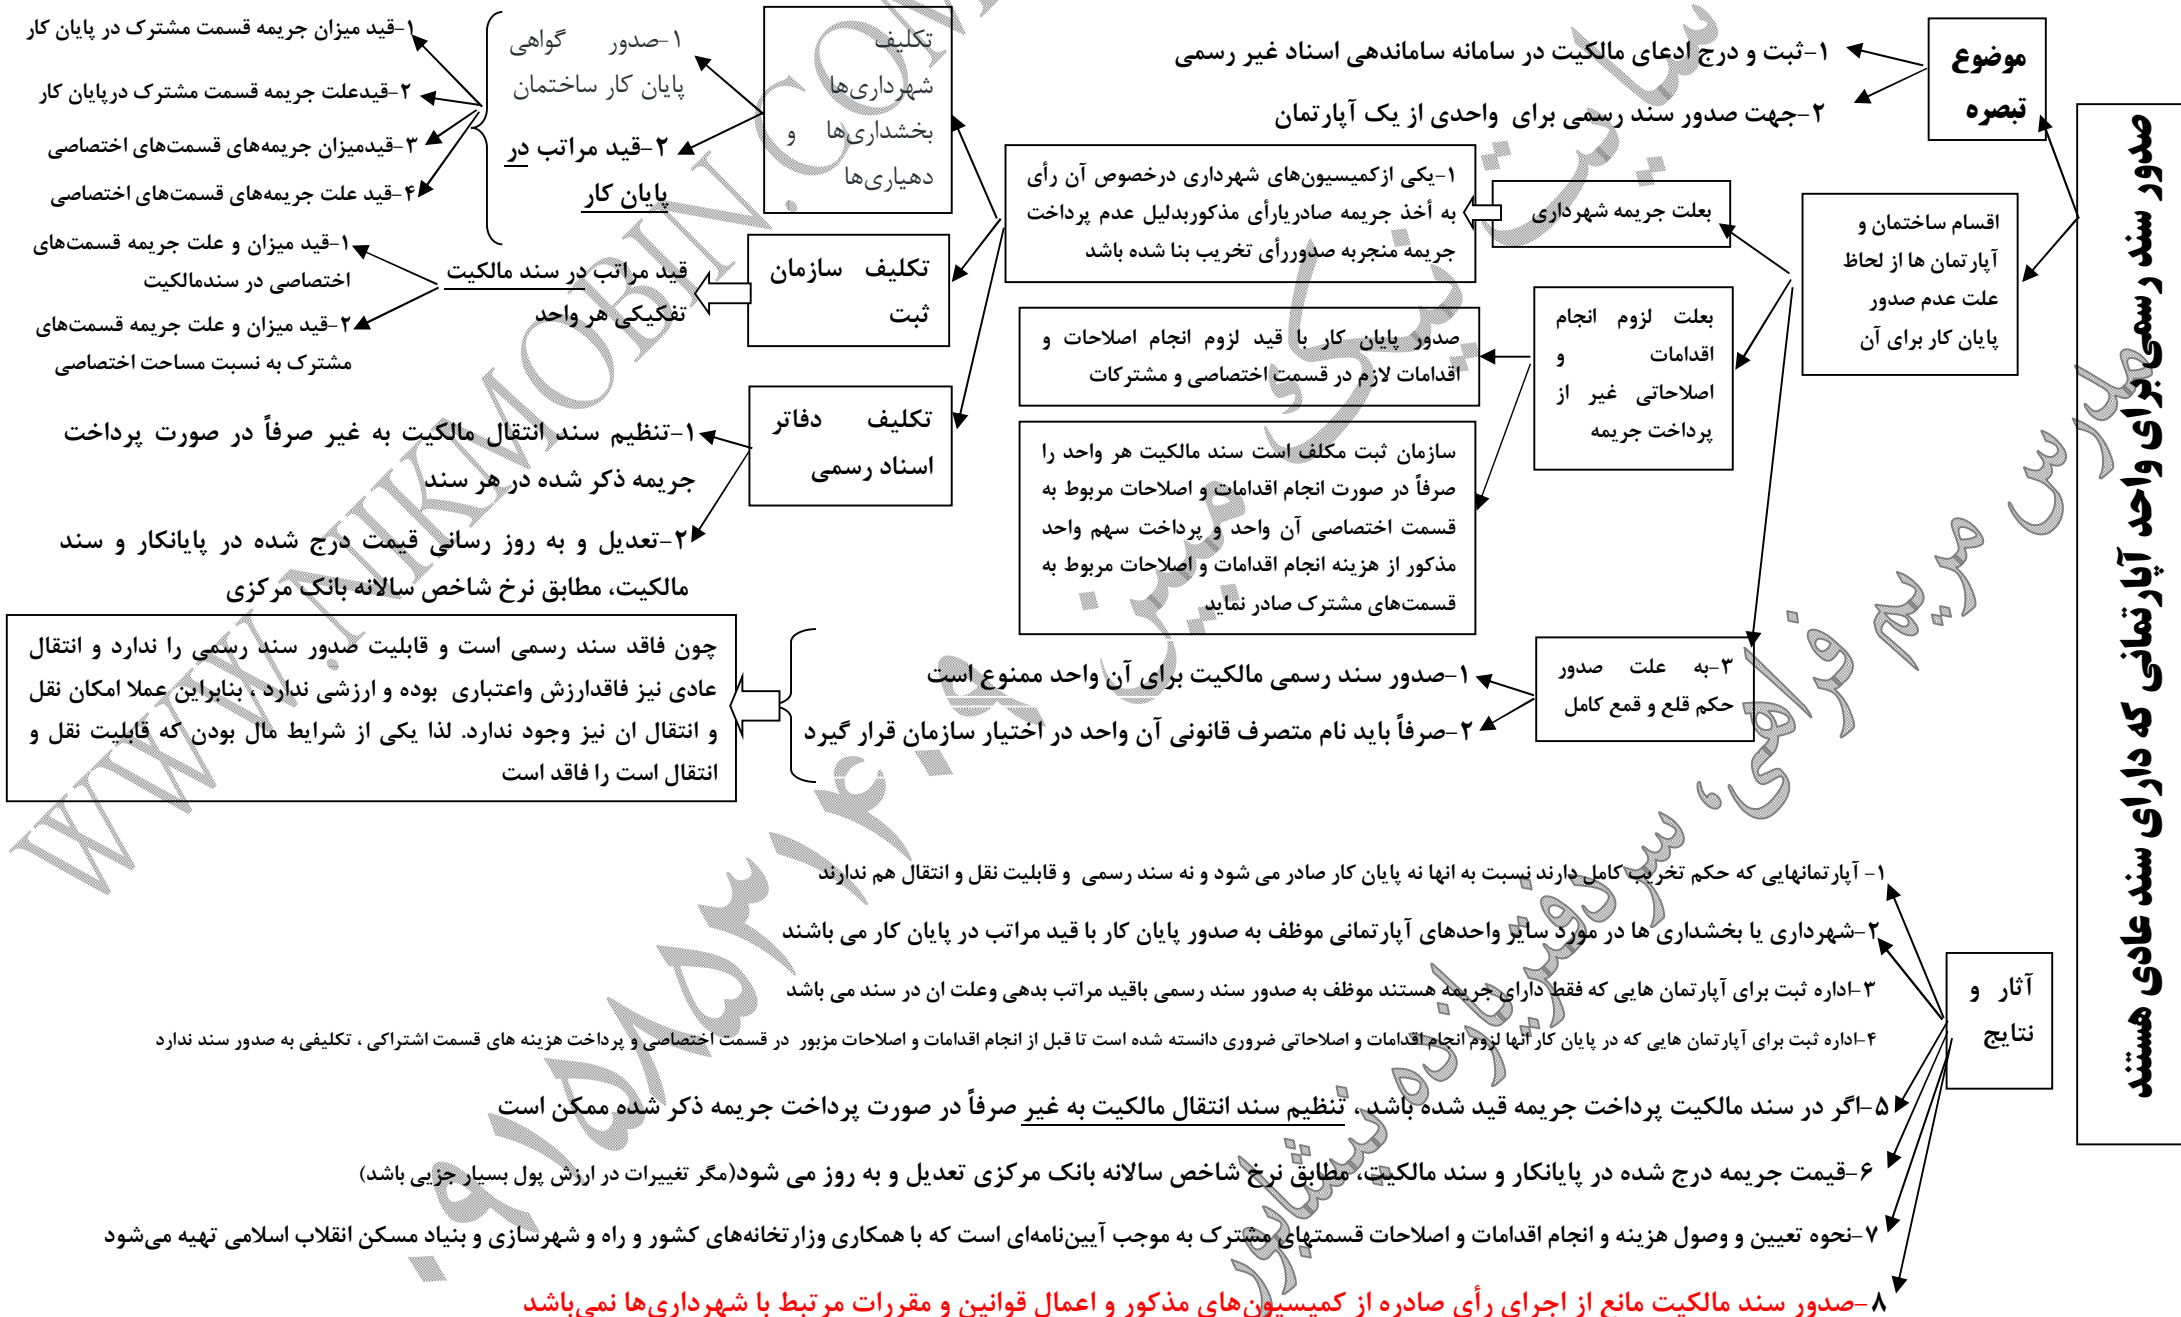 صدور سند رسمی برای واحد آپارتمانی که دارای سند عادی هستند
موضوع
تبصره
۱-ثبت و درج ادعای مالکیت در سامانه ساماندهی اسناد غیر رسمی
۲-جهت صدور سند رسمی برای واحدی از یک آپارتمان
اقسام ساختمان و
آپارتمان ها از لحاظ
علت عدم صدور
پایان کار برای آن
بعلت جریمه شهرداری
۱-یکی ازکمیسیون‌های شهرداری درخصوص آن رأی
به أخذ جریمه صادریارأی مذکوربدلیل عدم پرداخت
جریمه منجربه صدوررأی تخریب بنا شده باشد
تکلیف
شهرداری‌ها
بخشداری‌ها و
دهیاری‌ها
۱-صدور گواهی
پایان کار ساختمان
۲-قید مراتب در
پایان کار
۱-قید میزان جریمه قسمت مشترک در پایان کار
۲-قیدعلت جریمه قسمت مشترک درپایان کار
۳-قیدمیزان جریمه‌های قسمت‌های اختصاصی
۴-قید علت جریمه‌های قسمت‌های اختصاصی
تکلیف سازمان
ثبت
قید مراتب در سند مالکیت
تفکیکی هر واحد
۱-قید میزان و علت جریمه قسمت‌های
اختصاصی در سندمالکیت
۲-قید میزان و علت جریمه قسمت‌های
مشترک به نسبت مساحت اختصاصی
تکلیف دفاتر
اسناد رسمی
۱-تنظیم سند انتقال مالکیت به غیر صرفاً در صورت پرداخت
جریمه ذکر شده در هر سند
۲-تعدیل و به روز رسانی قیمت درج شده در پایانکار و سند
مالکیت، مطابق نرخ شاخص سالانه بانک مرکزی
بعلت لزوم انجام
اقدامات و
اصلاحاتی غیر از
پرداخت جریمه
صدور پایان کار با قید لزوم انجام اصلاحات و
اقدامات لازم در قسمت اختصاصی و مشترکات
سازمان ثبت مکلف است سند مالکیت هر واحد را
صرفاً در صورت انجام اقدامات و اصلاحات مربوط به
قسمت اختصاصی آن واحد و پرداخت سهم واحد
مذکور از هزینه انجام اقدامات و اصلاحات مربوط به
قسمت‌های مشترک صادر نماید
۳-به علت صدور
حکم قلع و قمع کامل
۱-صدور سند رسمی مالکیت برای آن واحد ممنوع است
۲-صرفاً باید نام متصرف قانونی آن واحد در اختیار سازمان قرار گیرد
چون فاقد سند رسمی است و قابلیت صدور سند رسمی را ندارد و انتقال
عادی نیز فاقدارزش واعتباری بوده و ارزشی ندارد ، بنابراین عملا امکان نقل
و انتقال ان نیز وجود ندارد. لذا یکی از شرایط مال بودن که قابلیت نقل و
انتقال است را فاقد است
آثار و
نتایج
۱- آپارتمانهایی که حکم تخریب کامل دارند نسبت به انها نه پایان کار صادر می شود و نه سند رسمی و قابلیت نقل و انتقال هم ندارند
۲-شهرداری یا بخشداری ها در مورد سایر واحدهای آپارتمانی موظف به صدور پایان کار با قید مراتب در پایان کار می باشند
۳-اداره ثبت برای آپارتمان هایی که فقط دارای جریمه هستند موظف به صدور سند رسمی باقید مراتب بدهی وعلت ان در سند می باشد
۴-اداره ثبت برای آپارتمان هایی که در پایان کار آنها لزوم انجام اقدامات و اصلاحاتی ضروری دانسته شده است تا قبل از انجام اقدامات و اصلاحات مزبور در قسمت اختصاصی و پرداخت هزینه های قسمت اشتراکی ، تکلیفی به صدور سند ندارد
۵-اگر در سند مالکیت پرداخت جریمه قید شده باشد ، تنظیم سند انتقال مالکیت به غیر صرفاً در صورت پرداخت جریمه ذکر شده ممکن است
۶-قیمت جریمه درج شده در پایانکار و سند مالکیت، مطابق نرخ شاخص سالانه بانک مرکزی تعدیل و به روز می شود(مگر تغییرات در ارزش پول بسیار جزیی باشد)
۷-نحوه تعیین و وصول هزینه و انجام اقدامات و اصلاحات قسمتهای مشترک به موجب آیین‌نامه‌ای است که با همکاری وزارتخانه‌های کشور و راه و شهرسازی و بنیاد مسکن انقلاب اسلامی تهیه می‌شود
۸-صدور سند مالکیت مانع از اجرای رأی صادره از کمیسیون‌های مذکور و اعمال قوانین و مقررات مرتبط با شهرداری‌ها نمی‌باشد
WWW.NIKMOBIN.COM
سایت نیک مبین
۰۹۱۵۸۸۵۳۱۴۰۹
مدرس مریم فراهی، سردفتریازده نیشابور